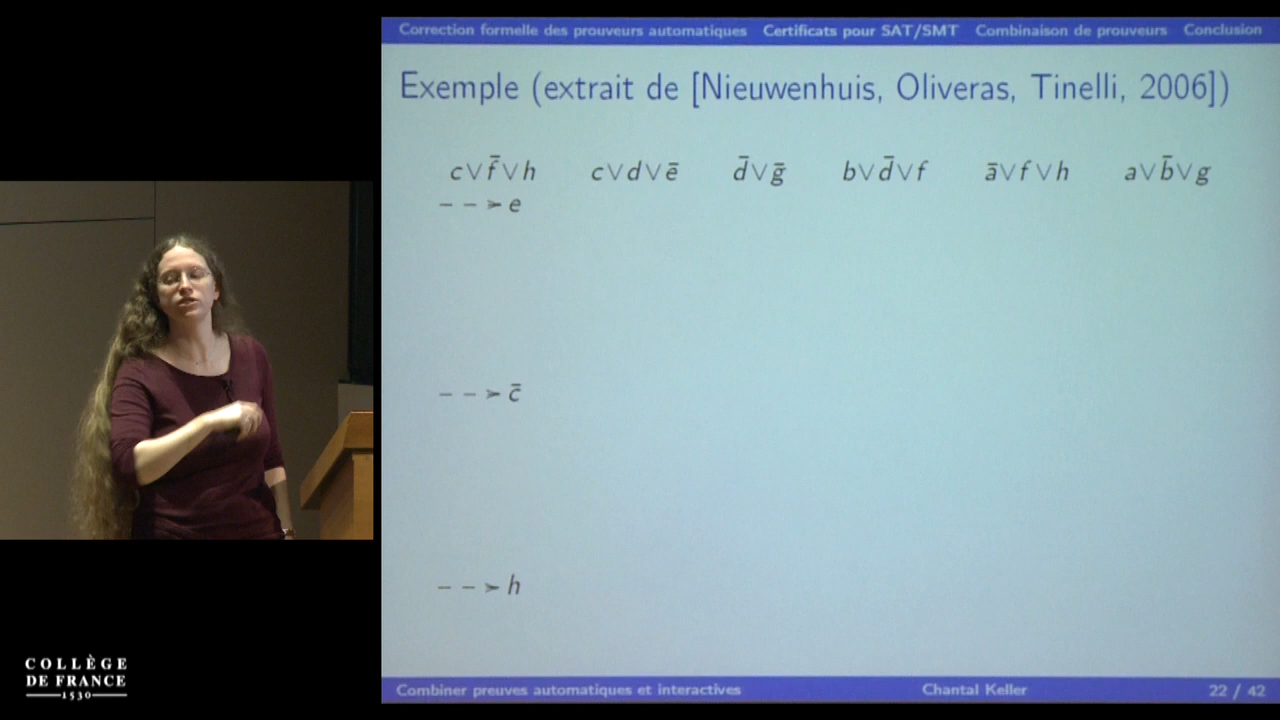 Correction formelle des prouveurs automatiques Certificats pour SAT/SMT Combinaison de prouveurs Conclusion
Exemple (extrait de [Nieuwenhuis, Oliveras, Tinelli, 2006])
c∨f̄∨h c∨d∨ē d̄∨ḡ b∨d̄∨f ā∨f∨h a∨b̄∨g
- - ➤ e
- - ➤ c̄
- - ➤ h
COLLÈGE
DE FRANCE
1530
Combiner preuves automatiques et interactives Chantal Keller 22 / 42